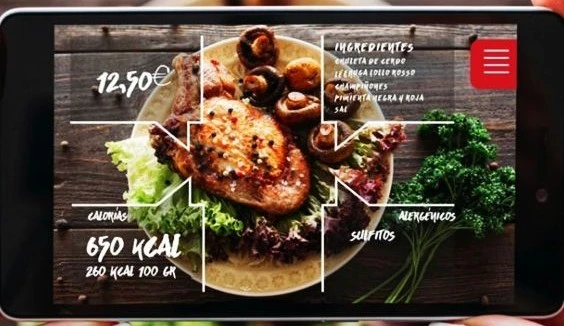 12,50€
INGREDIENTES
CHULETA DE CERDO
LECHUGA LOLLO ROSSO
CHAMPIÑONES
PIMIENTA NEGRA Y ROJA
SAL
CALORÍAS
650 KCAL
260 KCAL 100 GR
ALERGÉNICOS
SULFITOS